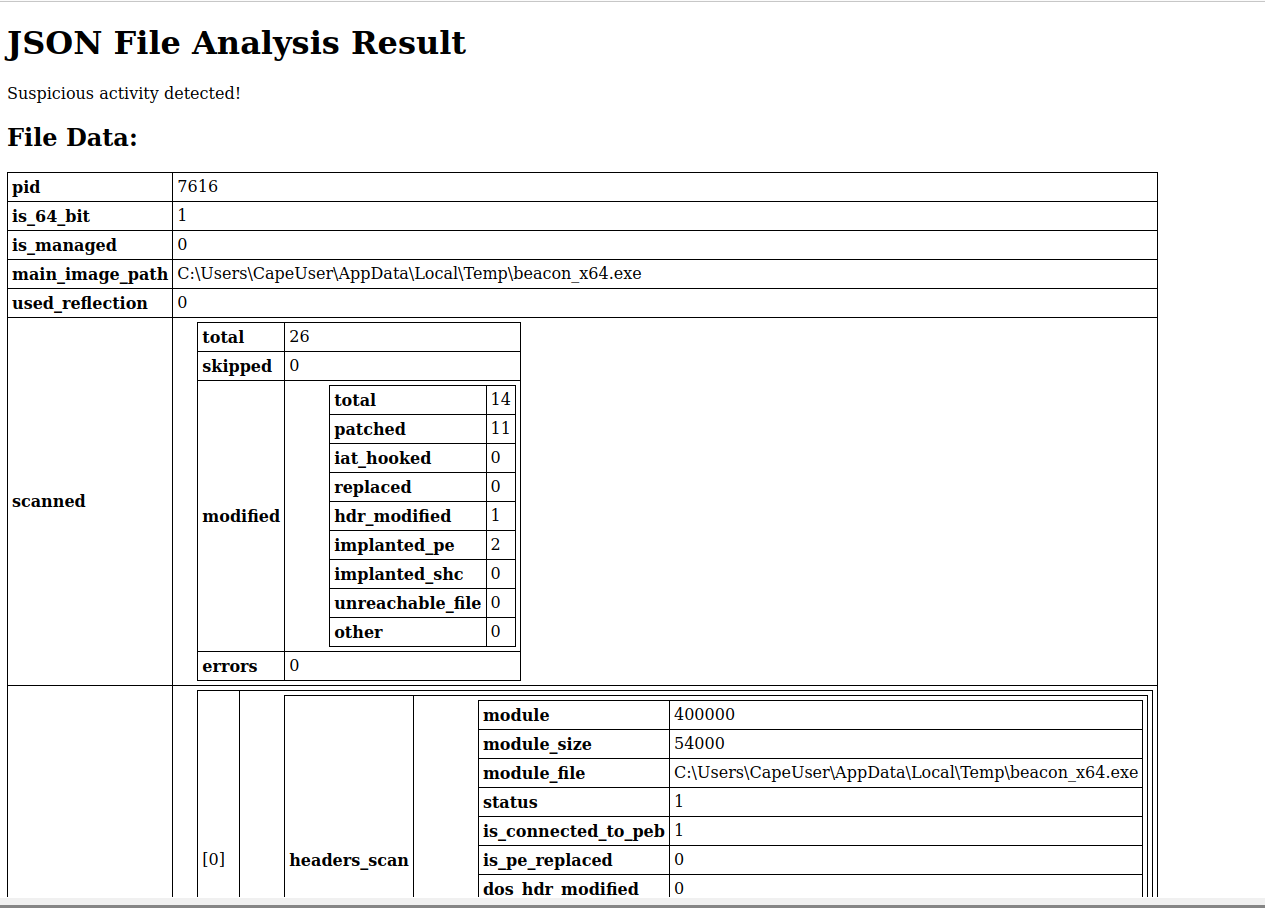 JSON File Analysis Result
Suspicious activity detected!
File Data:
pid 7616
is_64_bit 1
is_managed 0
main_image_path C:\Users\CapeUser\AppData\Local\Temp\beacon_x64.exe
used_reflection 0
scanned
total 26
skipped 0
modified
total 14
patched 11
iat_hooked 0
replaced 0
hdr_modified 1
implanted_pe 2
implanted_shc 0
unreachable_file 0
other 0
errors 0
[0]
headers_scan
module 400000
module_size 54000
module_file C:\Users\CapeUser\AppData\Local\Temp\beacon_x64.exe
status 1
is_connected_to_peb 1
is_pe_replaced 0
dos_hdr_modified 0